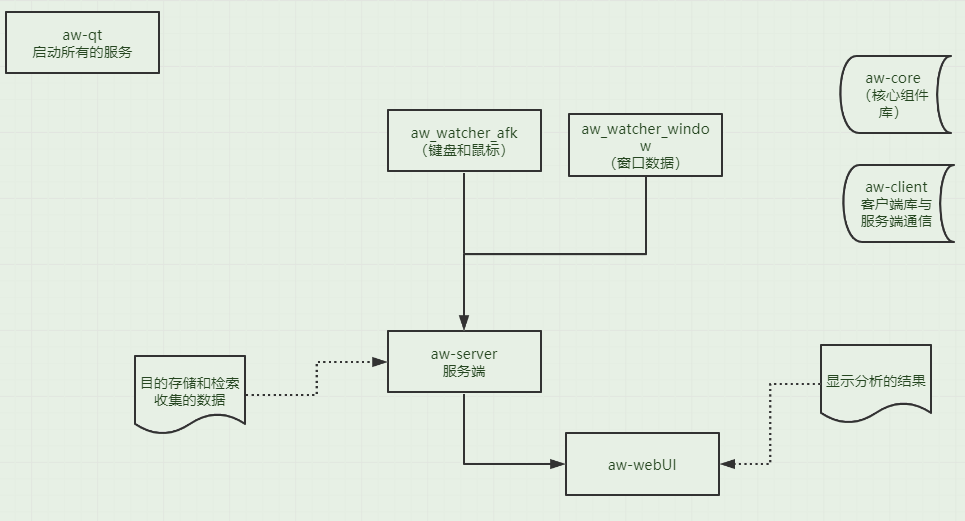 aw-qt
启动所有的服务
aw-core
（核心组件
库）
aw_watcher_afk
（键盘和鼠标）
aw_watcher_windo
w
（窗口数据）
aw-client
客户端库与
服务端通信
aw-server
服务端
目的存储和检索
收集的数据
显示分析的结果
aw-webUI